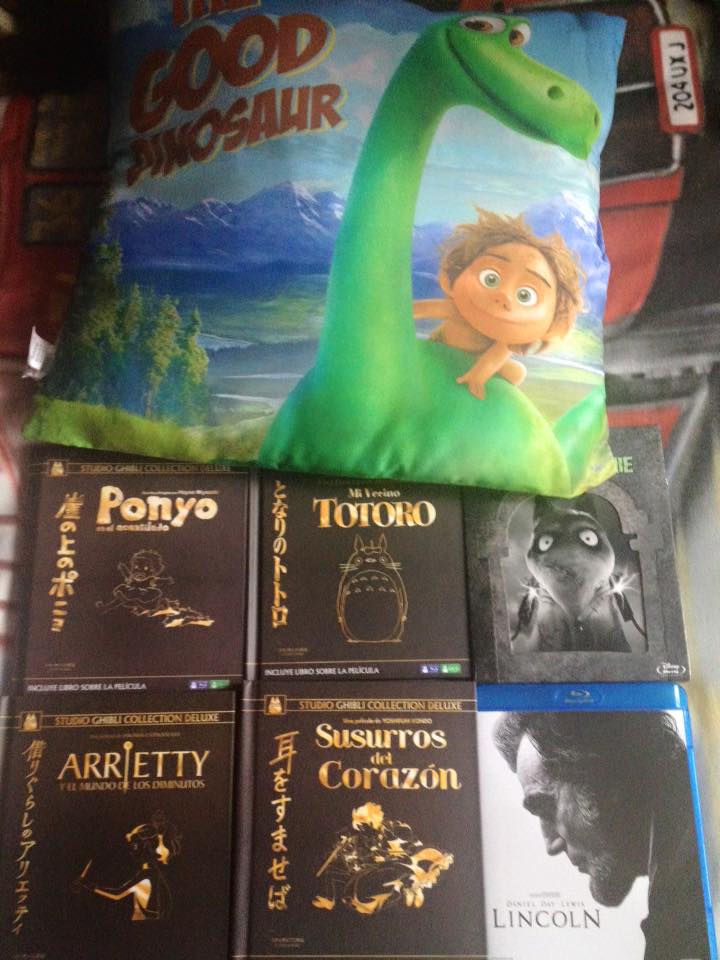 THE
GOOD
DINOSAUR
204 UXJ
STUDIO GHIBLI COLLECTION DELUXE
Ponyo
en el acantilado
崖の上のポニョ
INCLUYE LIBRO SOBRE LA PELÍCULA
Mi Vecino
TOTORO
となりのトトロ
INCLUYE LIBRO SOBRE LA PELÍCULA
Disney
STUDIO GHIBLI COLLECTION DELUXE
ARRIETTY
Y EL MUNDO DE LOS DIMINUTOS
借りぐらしのアリエッティ
STUDIO GHIBLI COLLECTION DELUXE
Una película de YOSHIFUMI KONDO
Susurros
del
Corazón
耳をすませば
DANIEL DAY-LEWIS
LINCOLN